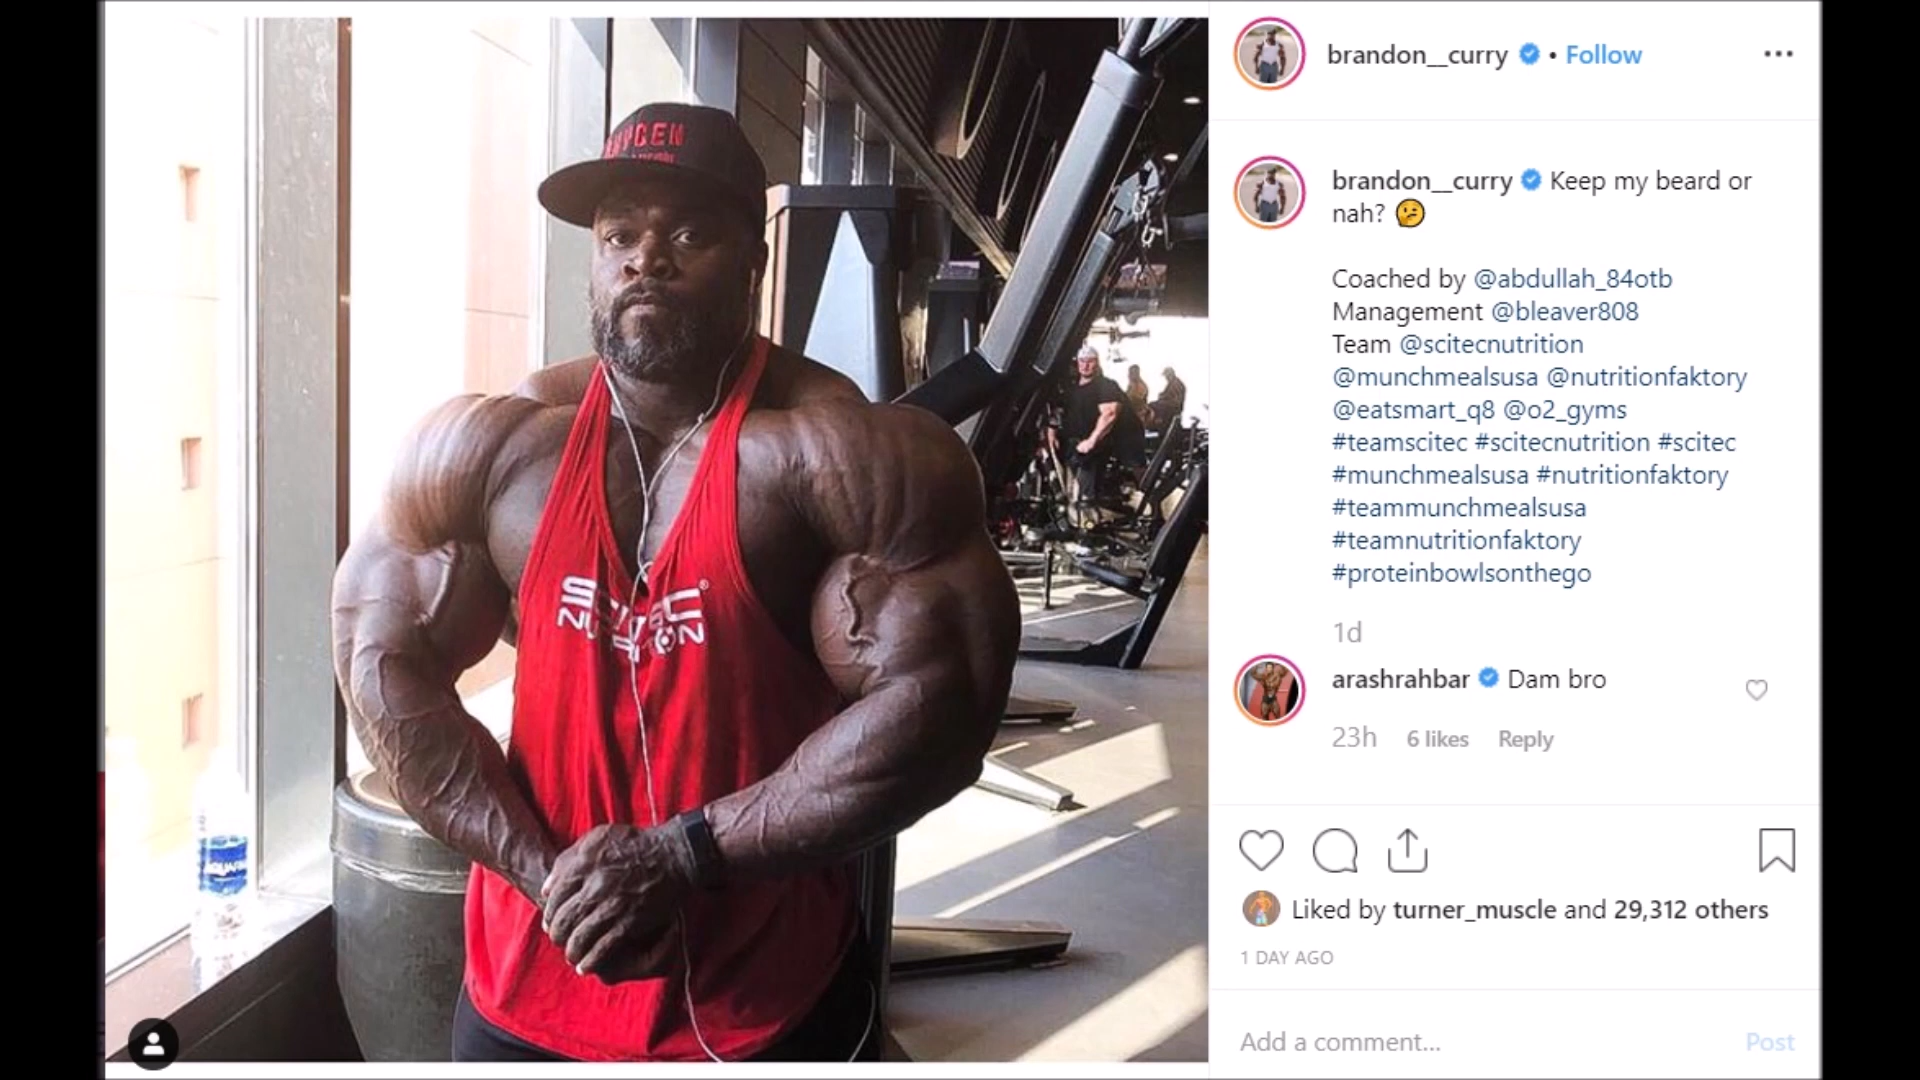 brandon__curry • Follow
brandon__curry Keep my beard or
nah? 🤔
Coached by @abdullah_84otb
Management @bleaver808
Team @scitecnutrition
@munchmealsusa @nutritionfaktory
@eatsmart_q8 @o2_gyms
#teamscitec #scitecnutrition #scitec
#munchmealsusa #nutritionfaktory
#teammunchmealsusa
#teamnutritionfaktory
#proteinbowlsonthego
1d
arashrahbar Dam bro
23h 6 likes Reply
Liked by turner_muscle and 29,312 others
1 DAY AGO
Add a comment... Post
SCITEC®
NUTRITION